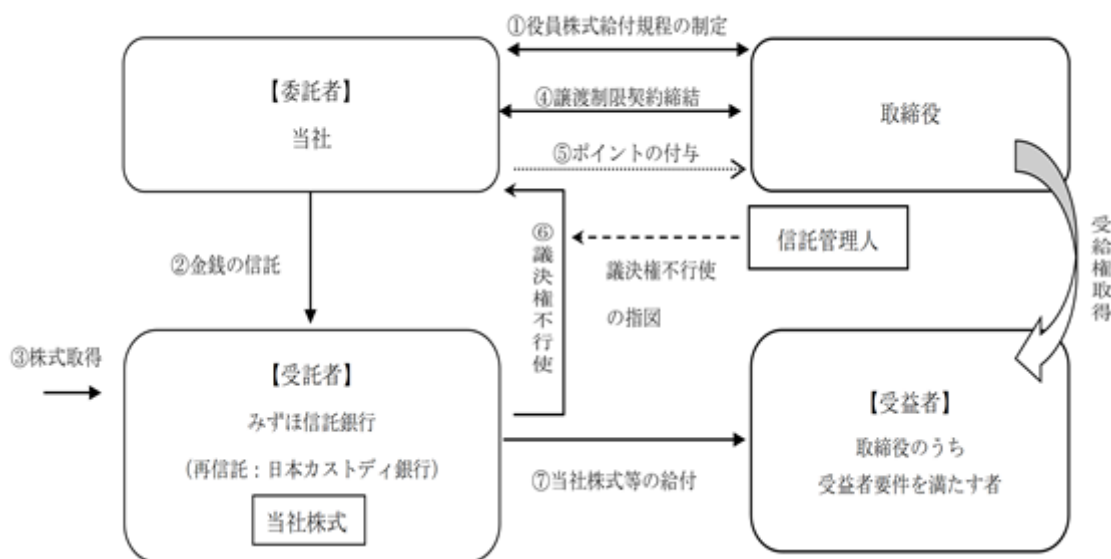 ①役員株式給付規程の制定
【委託者】
当社
④譲渡制限契約締結
取締役
⑤ポイントの付与
②金銭の信託
⑥議決権不行使
信託管理人
議決権不行使
の指図
受給権取得
③株式取得
【受託者】
みずほ信託銀行
(再信託:日本カストディ銀行)
当社株式
⑦当社株式等の給付
【受益者】
取締役のうち
受益者要件を満たす者